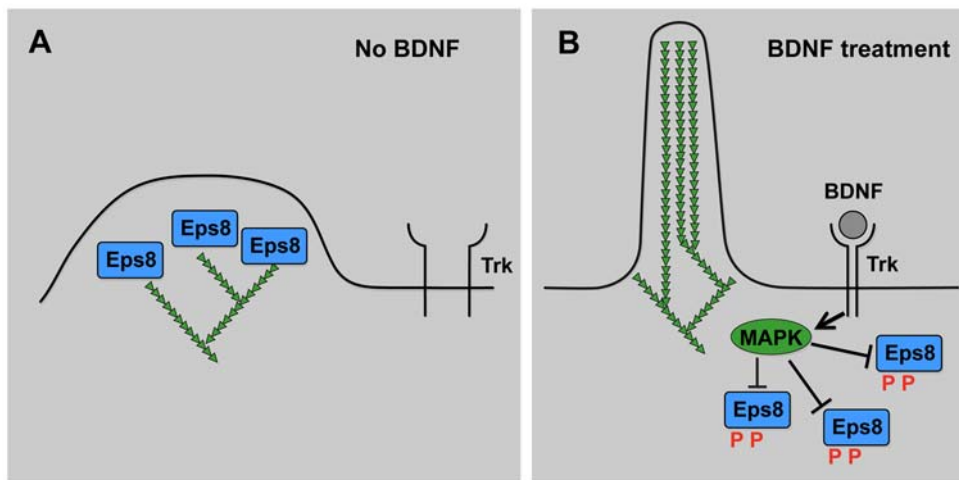 A
No BDNF
Eps8
Eps8
Eps8
Trk
B
BDNF treatment
BDNF
Trk
MAPK
Eps8
P P
Eps8
P P
Eps8
P P